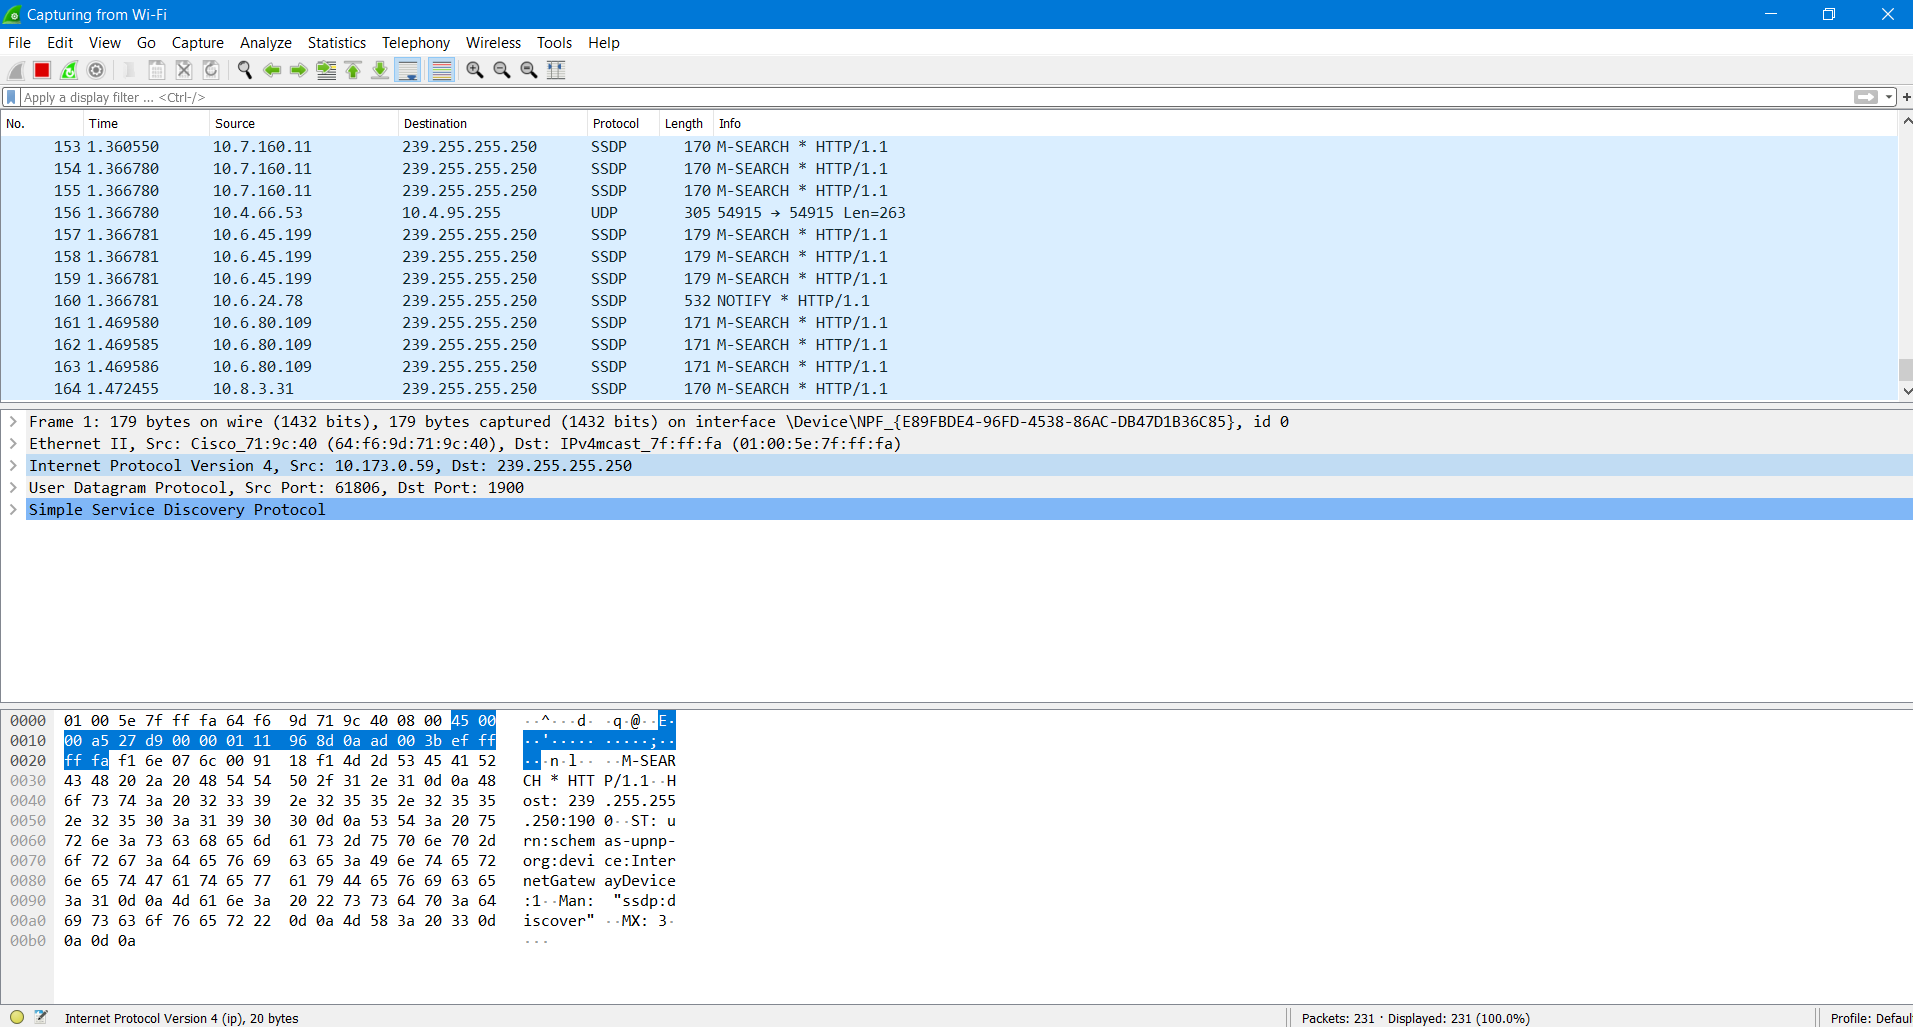 Capturing from Wi-Fi
File Edit View Go Capture Analyze Statistics Telephony Wireless Tools Help
Apply a display filter ... <Ctrl-/>
No. Time Source Destination Protocol Length Info
153 1.360550 10.7.160.11 239.255.255.250 SSDP 170 M-SEARCH * HTTP/1.1
154 1.366780 10.7.160.11 239.255.255.250 SSDP 170 M-SEARCH * HTTP/1.1
155 1.366780 10.7.160.11 239.255.255.250 SSDP 170 M-SEARCH * HTTP/1.1
156 1.366780 10.4.66.53 10.4.95.255 UDP 305 54915 → 54915 Len=263
157 1.366781 10.6.45.199 239.255.255.250 SSDP 179 M-SEARCH * HTTP/1.1
158 1.366781 10.6.45.199 239.255.255.250 SSDP 179 M-SEARCH * HTTP/1.1
159 1.366781 10.6.45.199 239.255.255.250 SSDP 179 M-SEARCH * HTTP/1.1
160 1.366781 10.6.24.78 239.255.255.250 SSDP 532 NOTIFY * HTTP/1.1
161 1.469580 10.6.80.109 239.255.255.250 SSDP 171 M-SEARCH * HTTP/1.1
162 1.469585 10.6.80.109 239.255.255.250 SSDP 171 M-SEARCH * HTTP/1.1
163 1.469586 10.6.80.109 239.255.255.250 SSDP 171 M-SEARCH * HTTP/1.1
164 1.472455 10.8.3.31 239.255.255.250 SSDP 170 M-SEARCH * HTTP/1.1
Frame 1: 179 bytes on wire (1432 bits), 179 bytes captured (1432 bits) on interface \Device\NPF_{E89FBDE4-96FD-4538-86AC-DB47D1B36C85}, id 0
Ethernet II, Src: Cisco_71:9c:40 (64:f6:9d:71:9c:40), Dst: IPv4mcast_7f:ff:fa (01:00:5e:7f:ff:fa)
Internet Protocol Version 4, Src: 10.173.0.59, Dst: 239.255.255.250
User Datagram Protocol, Src Port: 61806, Dst Port: 1900
Simple Service Discovery Protocol
0000 01 00 5e 7f ff fa 64 f6 9d 71 9c 40 08 00 45 00 ··^···d· ·q·@··E·
0010 00 a5 27 d9 00 00 01 11 96 8d 0a ad 00 3b ef ff ··'····· ·····;··
0020 ff fa f1 6e 07 6c 00 91 18 f1 4d 2d 53 45 41 52 ···n·l·· ··M-SEAR
0030 43 48 20 2a 20 48 54 54 50 2f 31 2e 31 0d 0a 48 CH * HTT P/1.1··H
0040 6f 73 74 3a 20 32 33 39 2e 32 35 35 2e 32 35 35 ost: 239 .255.255
0050 2e 32 35 30 3a 31 39 30 30 0d 0a 53 54 3a 20 75 .250:190 0··ST: u
0060 72 6e 3a 73 63 68 65 6d 61 73 2d 75 70 6e 70 2d rn:schem as-upnp-
0070 6f 72 67 3a 64 65 76 69 63 65 3a 49 6e 74 65 72 org:devi ce:Inter
0080 6e 65 74 47 61 74 65 77 61 79 44 65 76 69 63 65 netGatew ayDevice
0090 3a 31 0d 0a 4d 61 6e 3a 20 22 73 73 64 70 3a 64 :1··Man: "ssdp:d
00a0 69 73 63 6f 76 65 72 22 0d 0a 4d 58 3a 20 33 0d iscover" ··MX: 3·
00b0 0a 0d 0a ···
Internet Protocol Version 4 (ip), 20 bytes Packets: 231 · Displayed: 231 (100.0%) Profile: Defaul